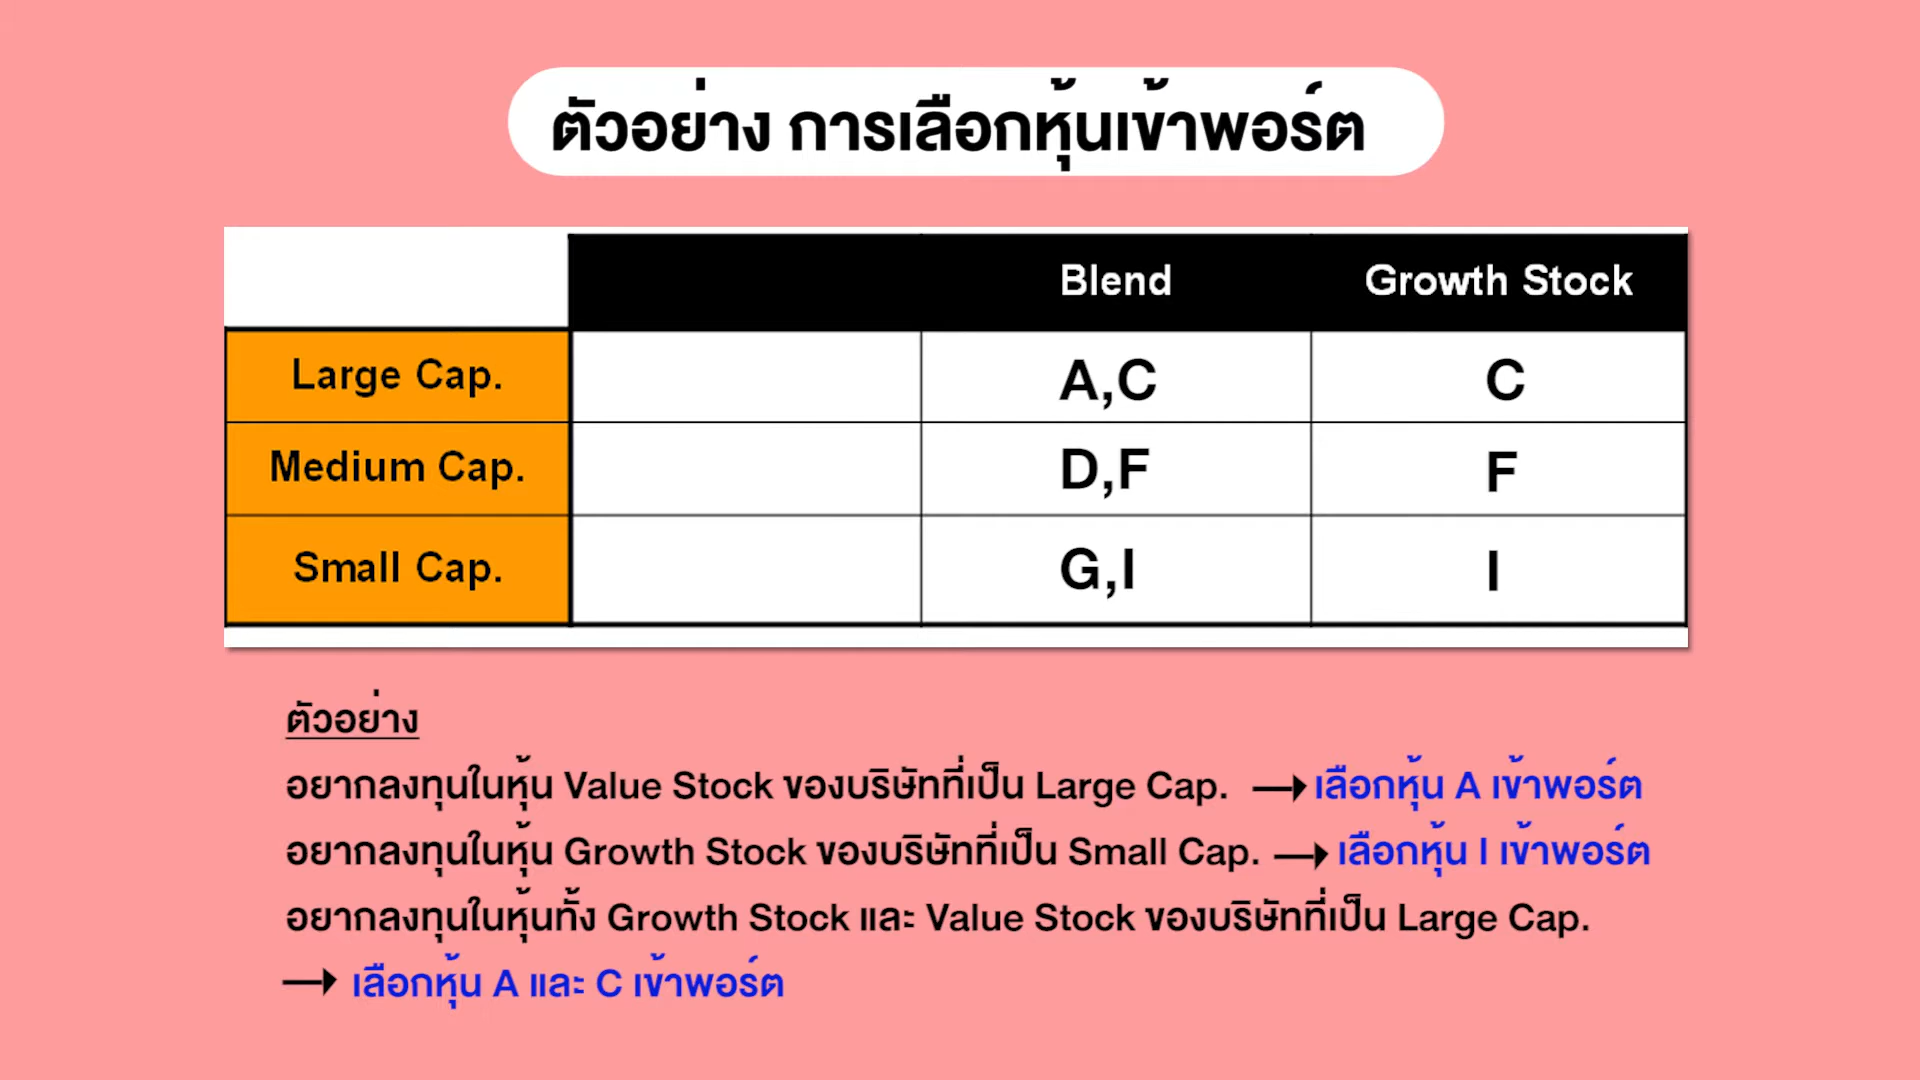 ตัวอย่าง การเลือกหุ้นเข้าพอร์ต
Blend Growth Stock
Large Cap. A,C C
Medium Cap. D,F F
Small Cap. G,I I
ตัวอย่าง
อยากลงทุนในหุ้น Value Stock ของบริษัทที่เป็น Large Cap. → เลือกหุ้น A เข้าพอร์ต
อยากลงทุนในหุ้น Growth Stock ของบริษัทที่เป็น Small Cap. → เลือกหุ้น I เข้าพอร์ต
อยากลงทุนในหุ้นทั้ง Growth Stock และ Value Stock ของบริษัทที่เป็น Large Cap.
→ เลือกหุ้น A และ C เข้าพอร์ต